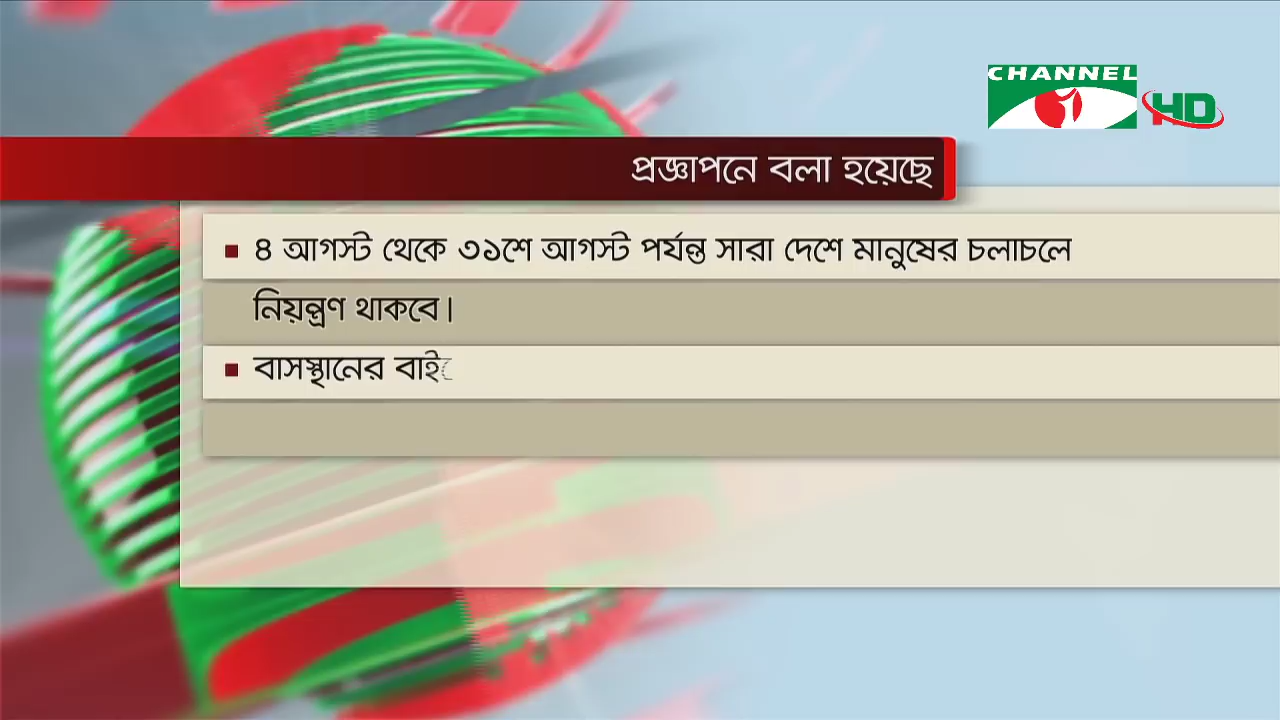 CHANNEL
HD
প্রজ্ঞাপনে বলা হয়েছে
৪ আগস্ট থেকে ৩১শে আগস্ট পর্যন্ত সারা দেশে মানুষের চলাচলে
নিয়ন্ত্রণ থাকবে।
বাসস্থানের